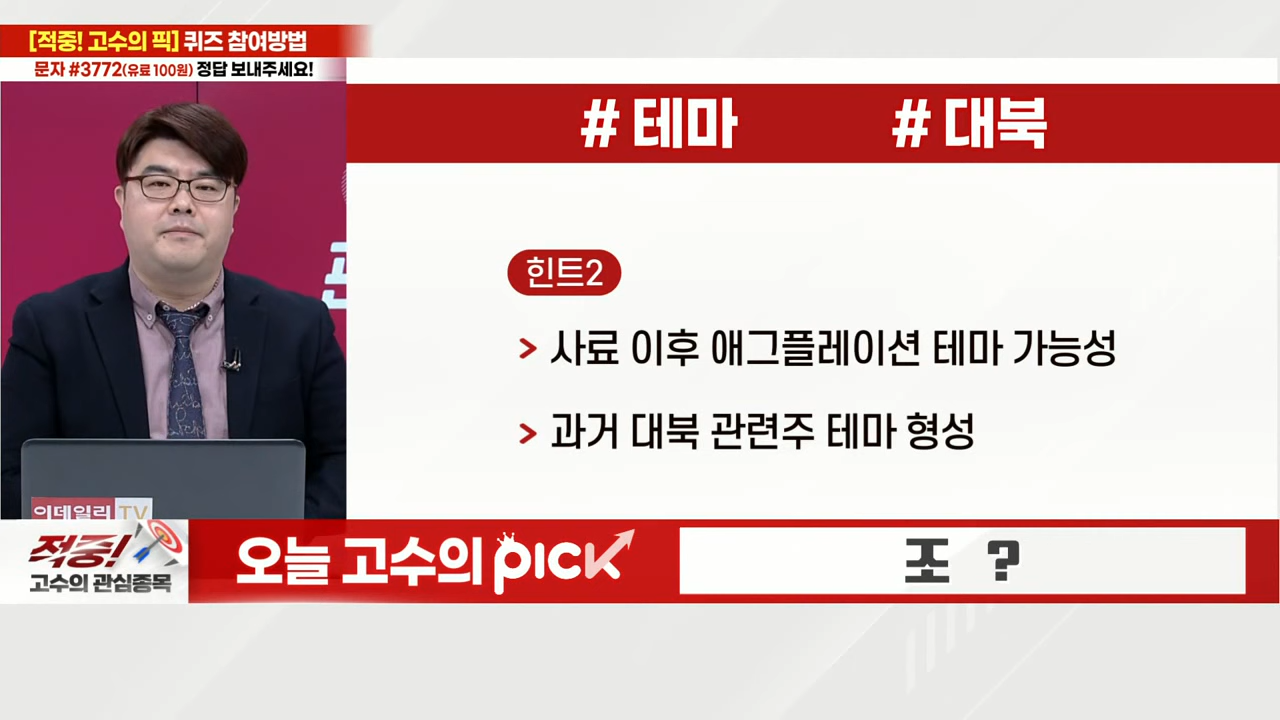 [적중! 고수의 픽] 퀴즈 참여방법
문자 #3772(유료 100원) 정답 보내주세요!
# 테마 # 대북
힌트2
> 사료 이후 애그플레이션 테마 가능성
> 과거 대북 관련주 테마 형성
이데일리 TV
적중!
고수의 관심종목
오늘 고수의 PICK
조 ?